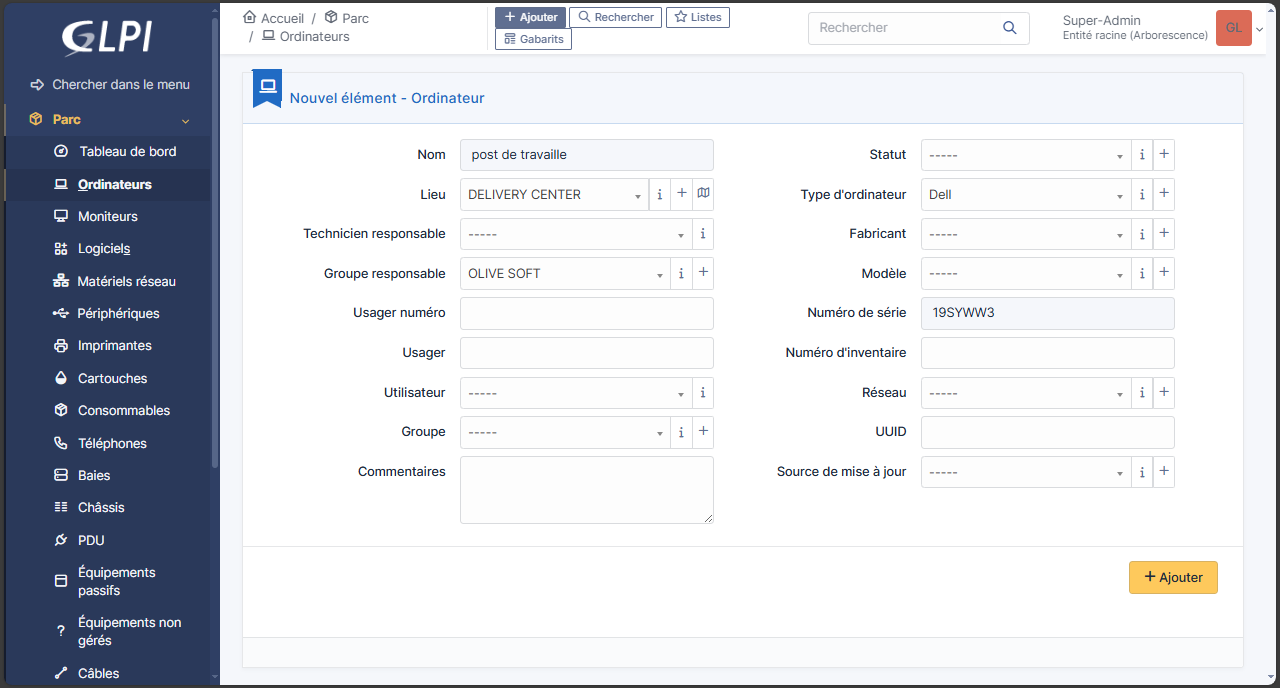 GLPI
Chercher dans le menu
Parc
Tableau de bord
Ordinateurs
Moniteurs
Logiciels
Matériels réseau
Périphériques
Imprimantes
Cartouches
Consommables
Téléphones
Baies
Châssis
PDU
Équipements
passifs
Équipements non
gérés
Câbles
Accueil / Parc
/ Ordinateurs
+ Ajouter Rechercher Listes
Gabarits
Rechercher
Super-Admin
Entité racine (Arborescence)
GL
Nouvel élément - Ordinateur
Nom post de travaille
Lieu DELIVERY CENTER
Technicien responsable -----
Groupe responsable OLIVE SOFT
Usager numéro
Usager
Utilisateur -----
Groupe -----
Commentaires
Statut -----
Type d'ordinateur Dell
Fabricant -----
Modèle -----
Numéro de série 19SYWW3
Numéro d'inventaire
Réseau -----
UUID
Source de mise à jour -----
+ Ajouter